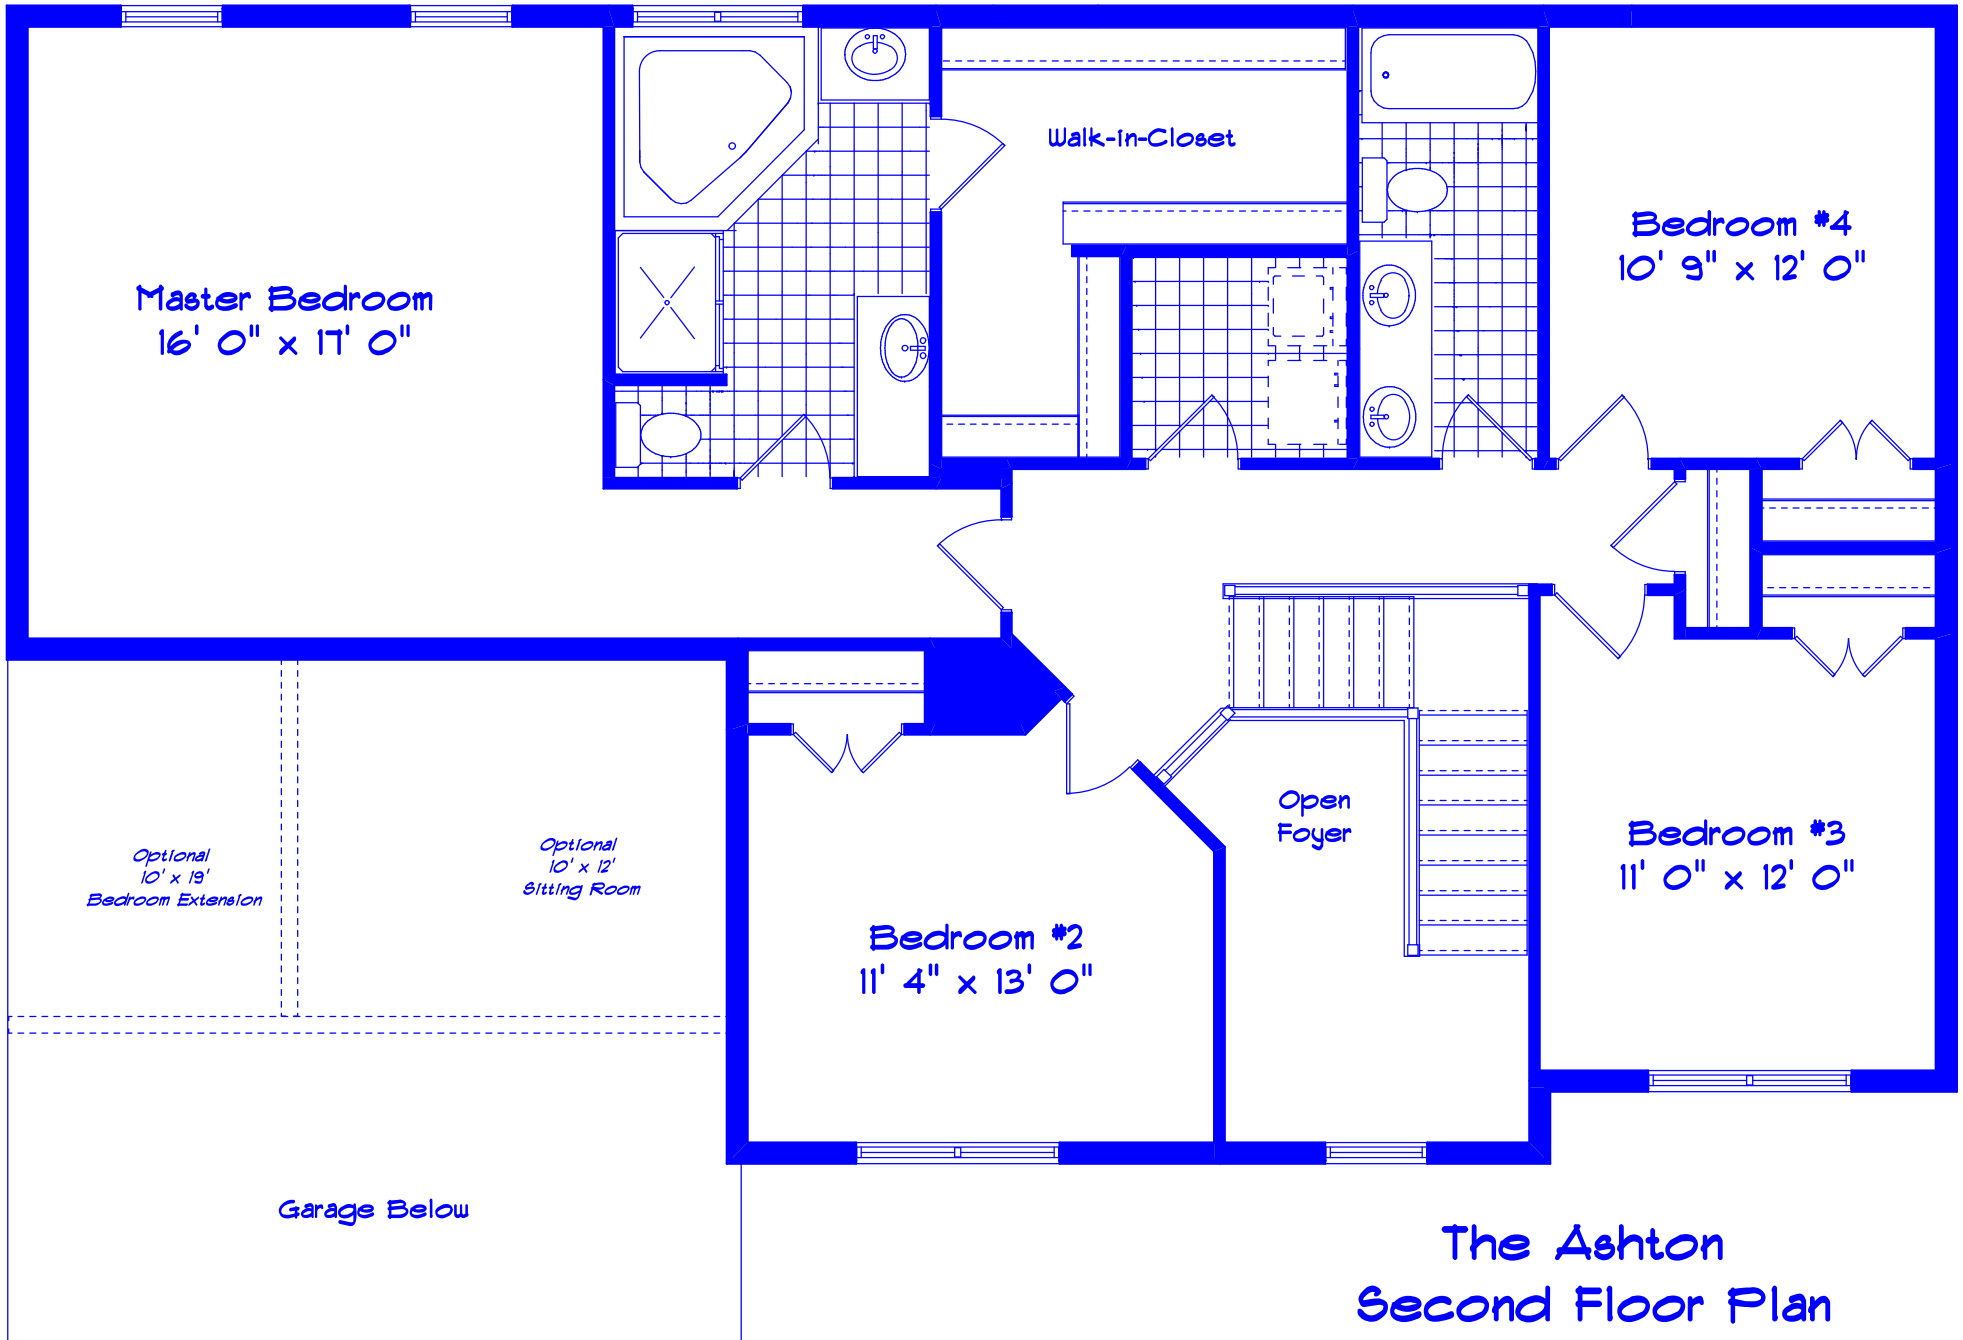 Walk-in-Closet
Bedroom #4
10' 9" x 12' 0"
Master Bedroom
16' 0" x 17' 0"
Open
Foyer
Bedroom #3
11' 0" x 12' 0"
Optional
10' x 19'
Bedroom Extension
Optional
10' x 12'
Sitting Room
Bedroom #2
11' 4" x 13' 0"
Garage Below
The Ashton
Second Floor Plan